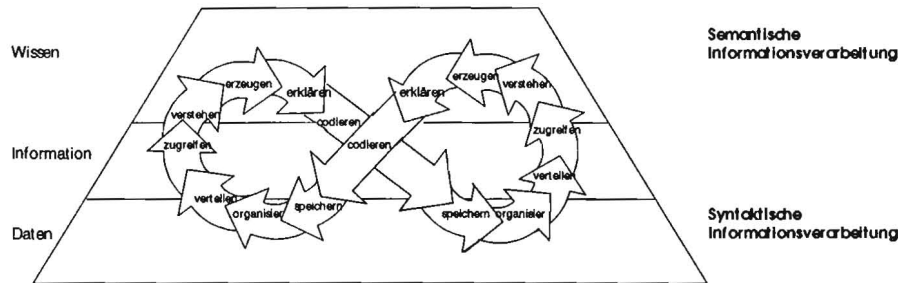 Wissen
Semantische
Informationsverarbeitung
erzeugen
erklären
verstehen
codieren
zugreifen
erklären
erzeugen
verstehen
codieren
zugreifen
Information
verteilen
organisier
speichern
verteilen
speichern
organisier
Daten
Syntaktische
Informationsverarbeitung